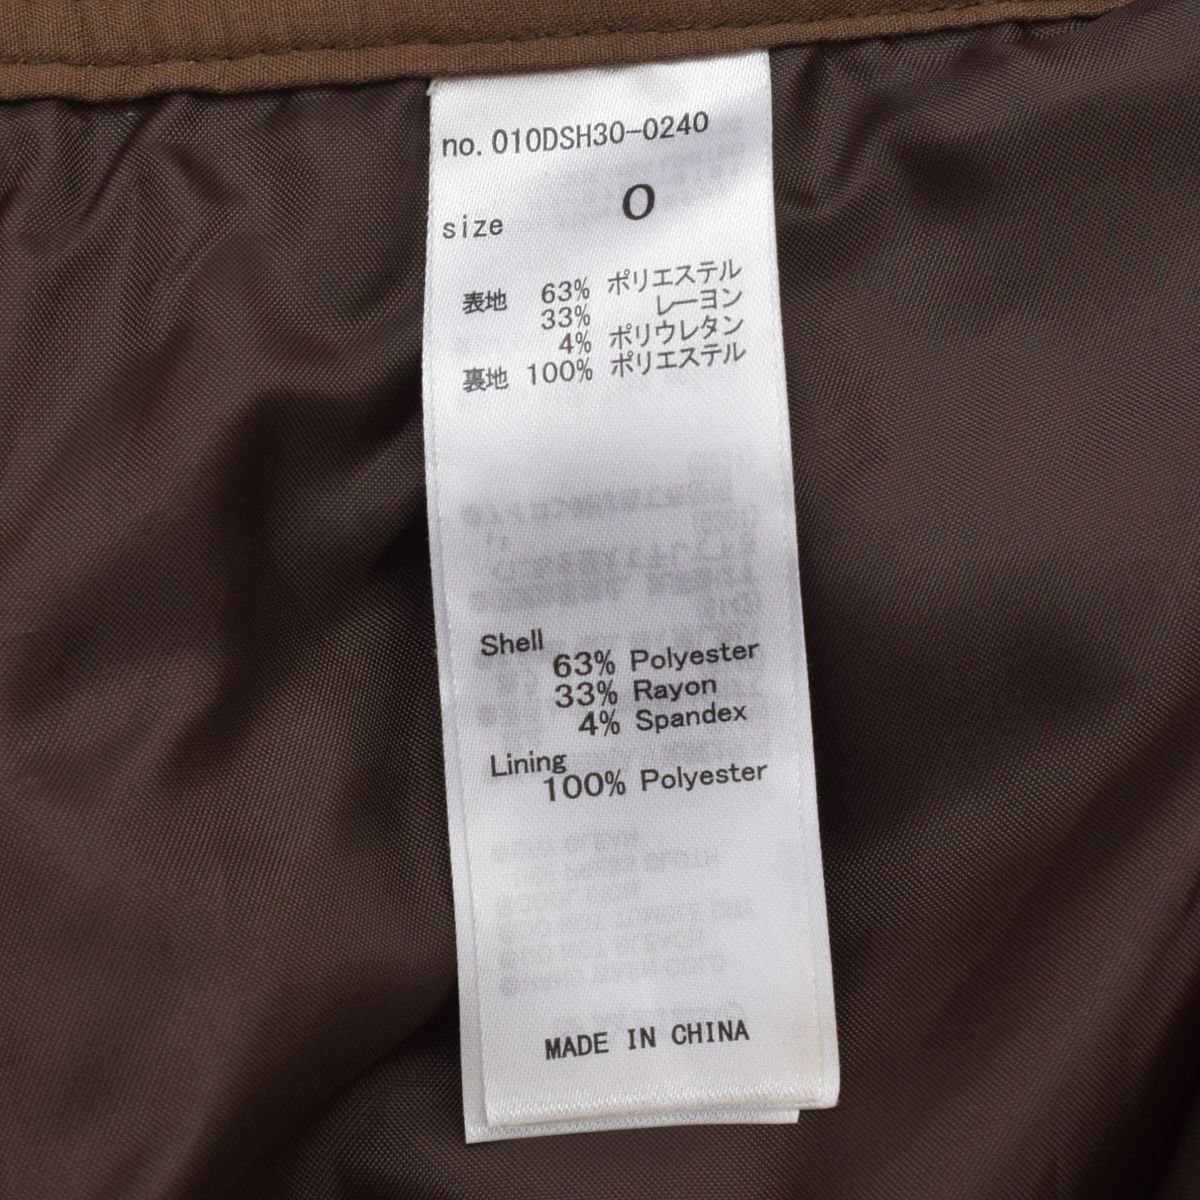 no. 010DSH30-0240
size 0
表地 63% ポリエステル
33% レーヨン
4% ポリウレタン
裏地 100% ポリエステル
Shell
63% Polyester
33% Rayon
4% Spandex
Lining
100% Polyester
MADE IN CHINA